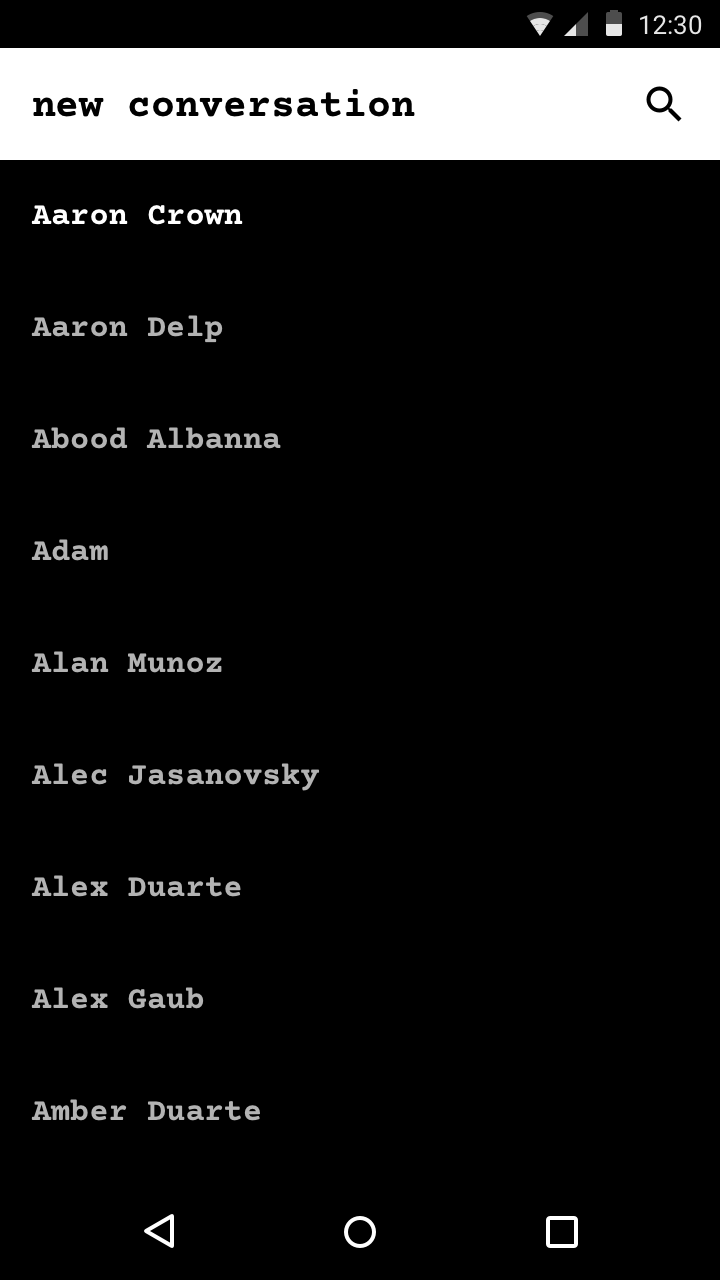 12:30
new conversation
Aaron Crown
Aaron Delp
Abood Albanna
Adam
Alan Munoz
Alec Jasanovsky
Alex Duarte
Alex Gaub
Amber Duarte